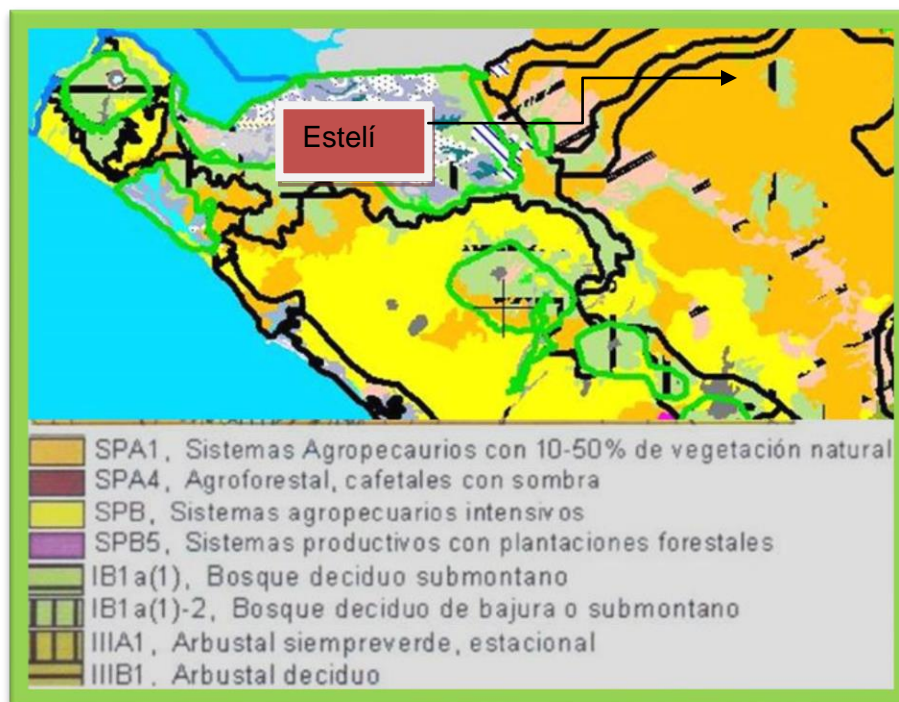 Estelí
SPA1, Sistemas Agropecaurios con 10-50% de vegetación natural
SPA4, Agroforestal, cafetales con sombra
SPB, Sistemas agropecuarios intensivos
SPB5, Sistemas productivos con plantaciones forestales
IB1a(1), Bosque deciduo submontano
IB1a(1)-2, Bosque deciduo de bajura o submontano
IIIA1, Arbustal siempreverde, estacional
IIIB1, Arbustal deciduo